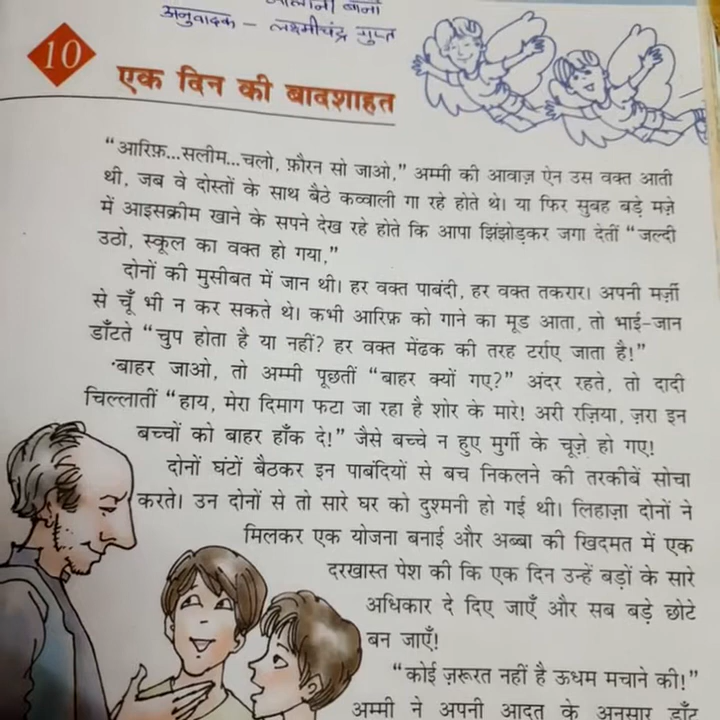 बानो
अनुवादक – लक्ष्मीचंद्र गुप्त
10
एक दिन की बादशाहत
“आरिफ़...सलीम...चलो, फ़ौरन सो जाओ,” अम्मी की आवाज़ ऐन उस वक्त आती
थी, जब वे दोस्तों के साथ बैठे कव्वाली गा रहे होते थे। या फिर सुबह बड़े मज़े
में आइसक्रीम खाने के सपने देख रहे होते कि आपा झिंझोड़कर जगा देतीं “जल्दी
उठो, स्कूल का वक्त हो गया,”
दोनों की मुसीबत में जान थी। हर वक्त पाबंदी, हर वक्त तकरार। अपनी मर्ज़ी
से चूँ भी न कर सकते थे। कभी आरिफ़ को गाने का मूड आता, तो भाई-जान
डाँटते “चुप होता है या नहीं? हर वक्त मेंढक की तरह टर्राए जाता है!”
बाहर जाओ, तो अम्मी पूछतीं “बाहर क्यों गए?” अंदर रहते, तो दादी
चिल्लातीं “हाय, मेरा दिमाग फटा जा रहा है शोर के मारे! अरी रज़िया, ज़रा इन
बच्चों को बाहर हाँक दे!” जैसे बच्चे न हुए मुर्गी के चूज़े हो गए!
दोनों घंटों बैठकर इन पाबंदियों से बच निकलने की तरकीबें सोचा
करते। उन दोनों से तो सारे घर को दुश्मनी हो गई थी। लिहाज़ा दोनों ने
मिलकर एक योजना बनाई और अब्बा की खिदमत में एक
दरखास्त पेश की कि एक दिन उन्हें बड़ों के सारे
अधिकार दे दिए जाएँ और सब बड़े छोटे
बन जाएँ!
“कोई ज़रूरत नहीं है ऊधम मचाने की!”
अम्मी ने अपनी आदत के अनुसार डाँट